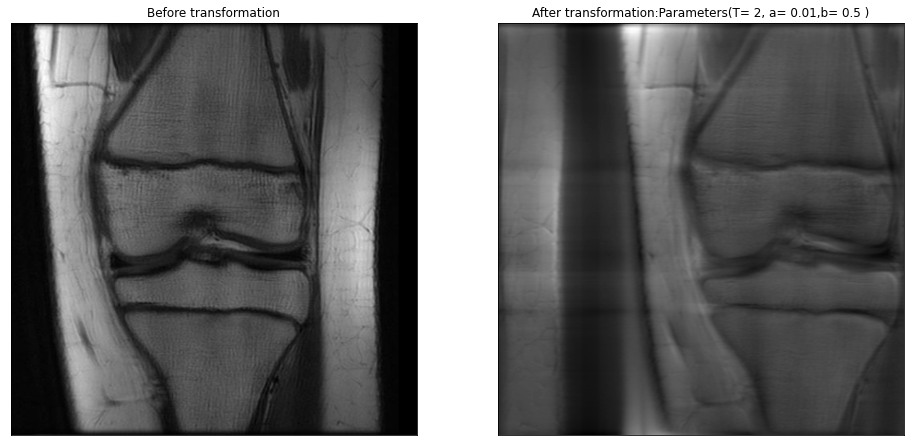 Before transformation
After transformation:Parameters(T= 2, a= 0.01,b= 0.5 )